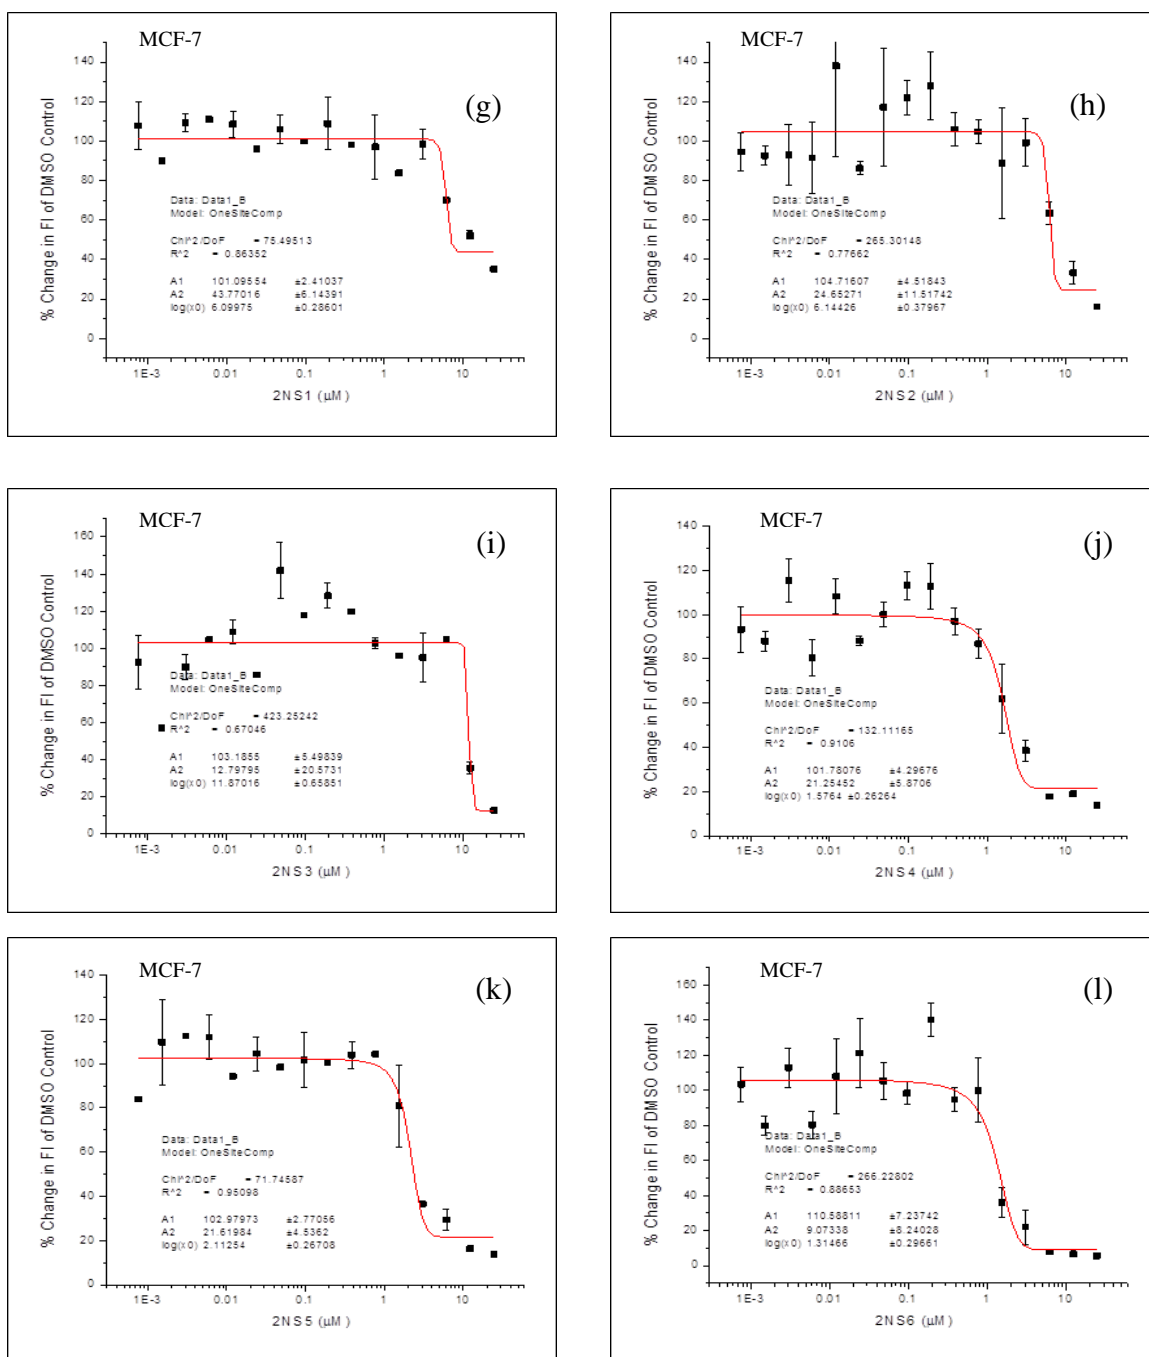 MCF-7
(g)
% Change in FI of DMSO Control
140
120
100
80
60
40
20
0
Data: Data1_B
Model: OneSiteComp
Chi^2/DoF = 75.49513
R^2 = 0.86352
A1 101.09554 ±2.41037
A2 43.77016 ±6.14391
log(x0) 6.09975 ±0.28601
1E-3 0.01 0.1 1 10
2NS1 (µM)
MCF-7
(h)
% Change in FI of DMSO Control
140
120
100
80
60
40
20
0
Data: Data1_B
Model: OneSiteComp
Chi^2/DoF = 265.30148
R^2 = 0.77662
A1 104.71607 ±4.51843
A2 24.65271 ±11.51742
log(x0) 6.14426 ±0.37967
1E-3 0.01 0.1 1 10
2NS2 (µM)
MCF-7
(i)
% Change in FI of DMSO Control
160
140
120
100
80
60
40
20
0
Data: Data1_B
Model: OneSiteComp
Chi^2/DoF = 423.25242
R^2 = 0.67046
A1 103.1855 ±5.49839
A2 12.79795 ±20.5731
log(x0) 11.87016 ±0.65851
1E-3 0.01 0.1 1 10
2NS3 (µM)
MCF-7
(j)
% Change in FI of DMSO Control
140
120
100
80
60
40
20
0
Data: Data1_B
Model: OneSiteComp
Chi^2/DoF = 132.11165
R^2 = 0.9106
A1 101.78076 ±4.29676
A2 21.25452 ±5.8706
log(x0) 1.5764 ±0.26264
1E-3 0.01 0.1 1 10
2NS4 (µM)
MCF-7
(k)
% Change in FI of DMSO Control
140
120
100
80
60
40
20
0
Data: Data1_B
Model: OneSiteComp
Chi^2/DoF = 71.74587
R^2 = 0.95098
A1 102.97973 ±2.77056
A2 21.61984 ±4.5362
log(x0) 2.11254 ±0.26708
1E-3 0.01 0.1 1 10
2NS5 (µM)
MCF-7
(l)
% Change in FI of DMSO Control
160
140
120
100
80
60
40
20
0
Data: Data1_B
Model: OneSiteComp
Chi^2/DoF = 266.22802
R^2 = 0.88653
A1 110.58811 ±7.23742
A2 9.07338 ±8.24028
log(x0) 1.31466 ±0.29661
1E-3 0.01 0.1 1 10
2NS6 (µM)